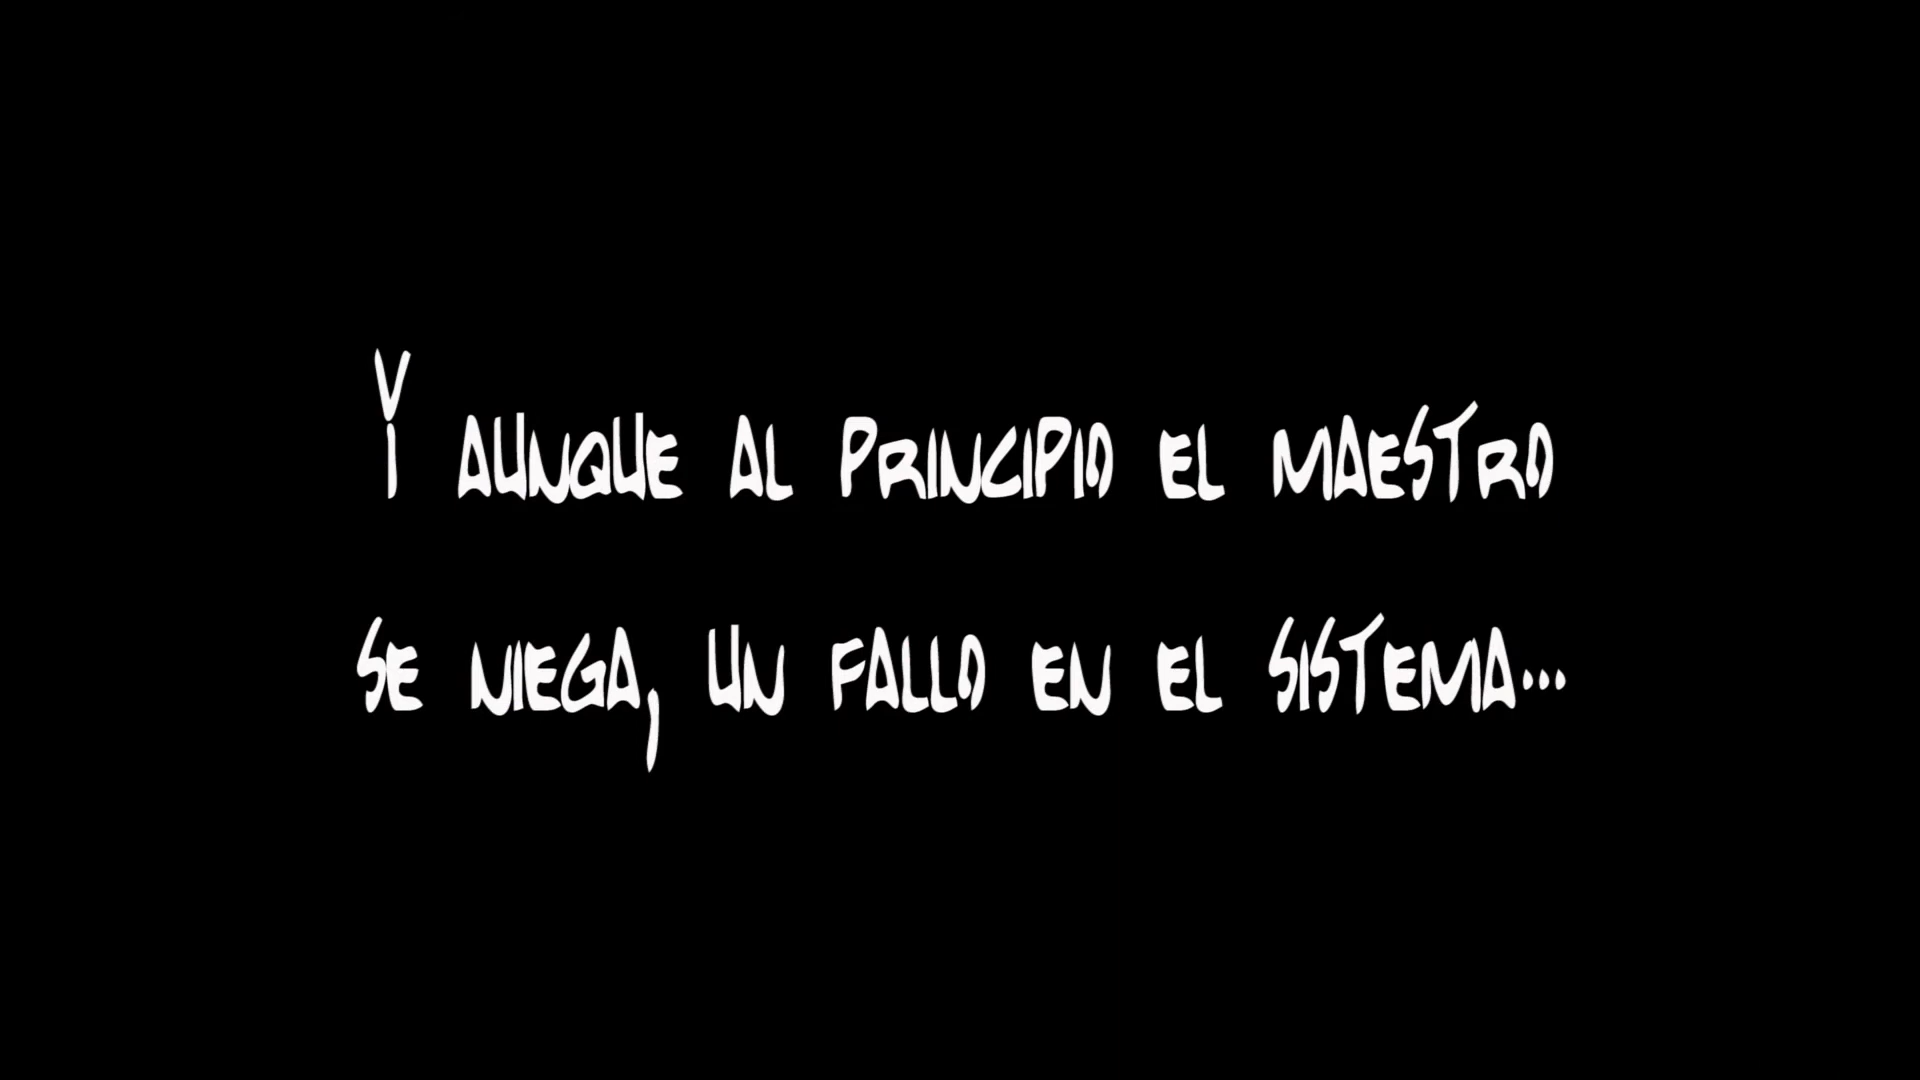 Y AUNQUE AL PRINCIPIO EL MAESTRO
SE NIEGA, UN FALLO EN EL SISTEMA...